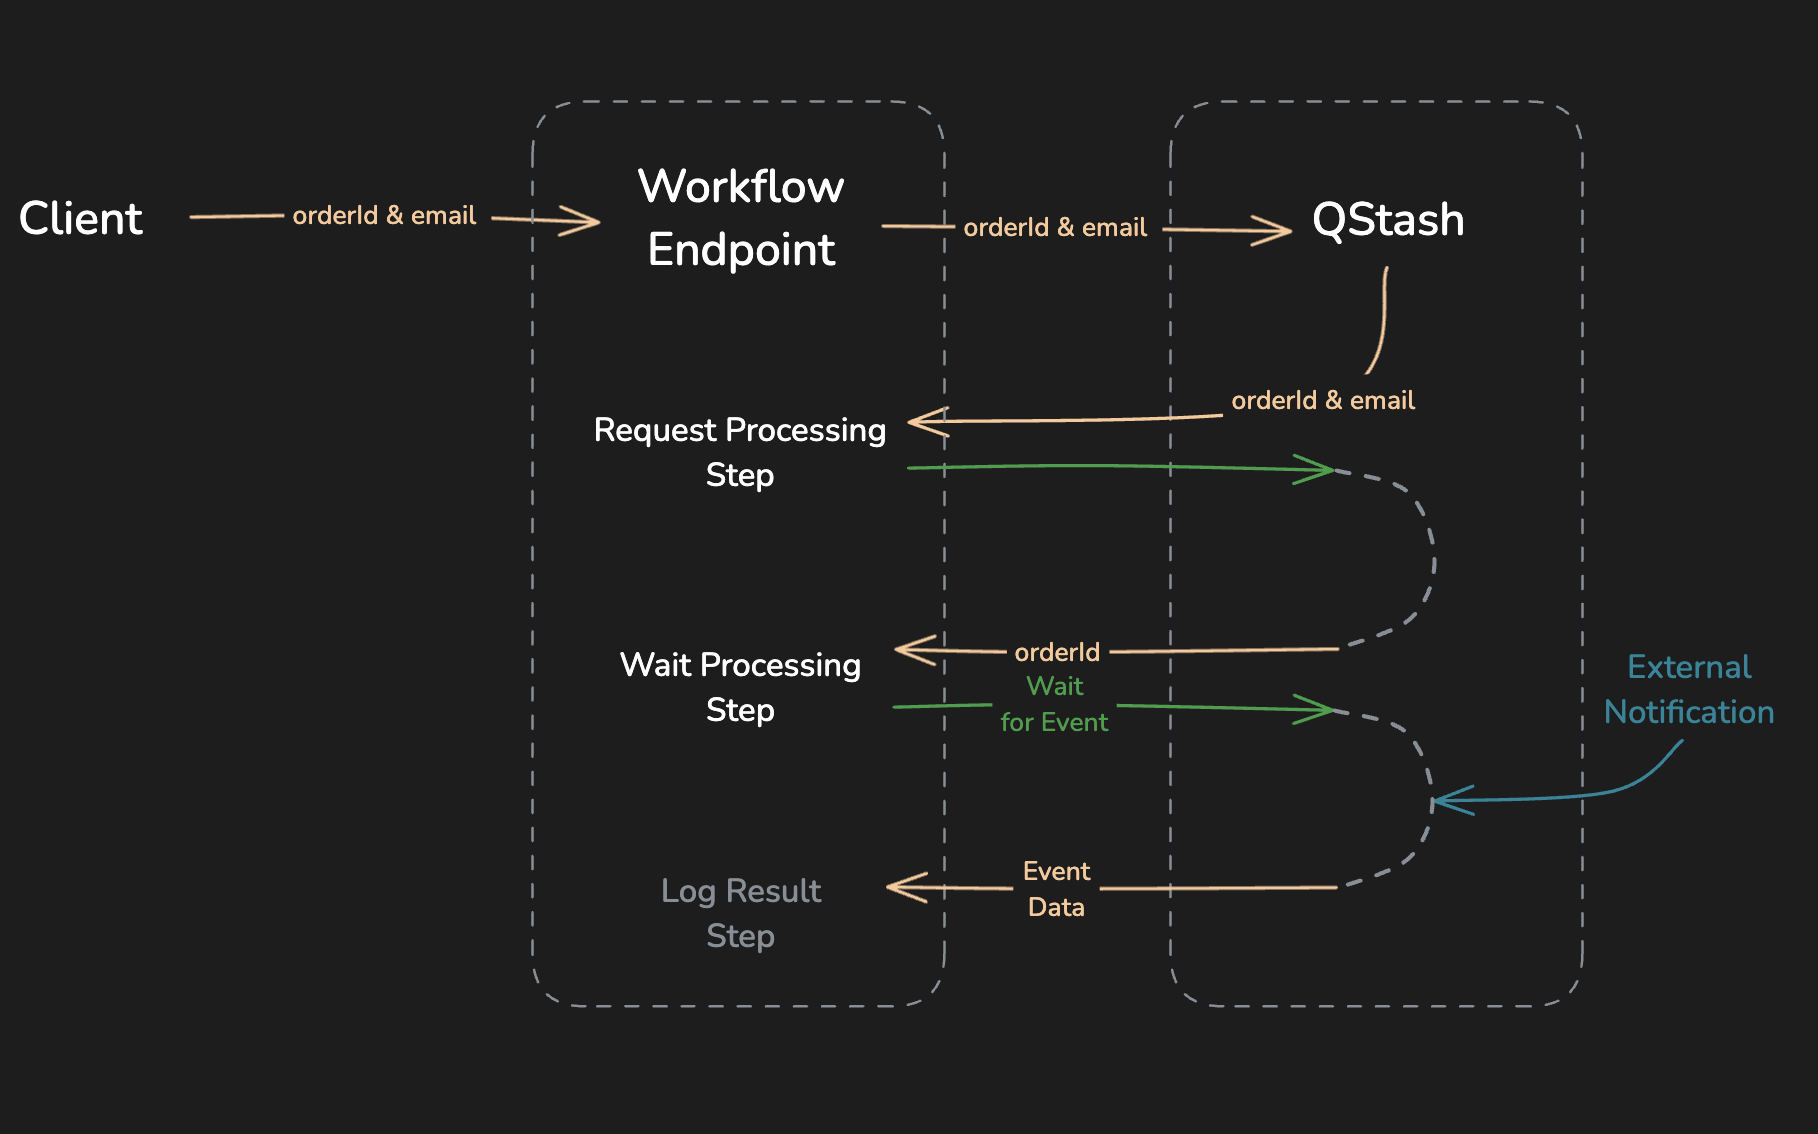 Client
orderId & email
Workflow
Endpoint
orderId & email
QStash
orderId & email
Request Processing
Step
Wait Processing
Step
orderId
Wait
for Event
External
Notification
Log Result
Step
Event
Data